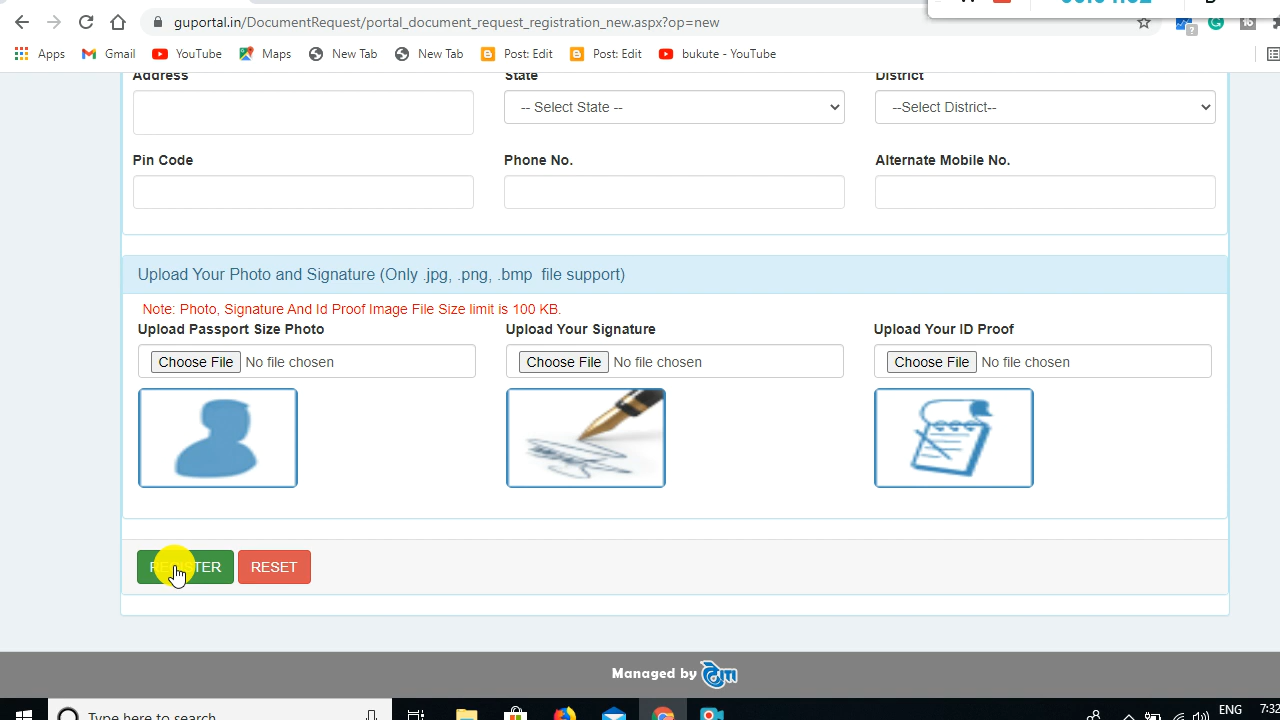 guportal.in/DocumentRequest/portal_document_request_registration_new.aspx?op=new
Apps Gmail YouTube Maps New Tab New Tab Post: Edit Post: Edit bukute - YouTube
Address State District
-- Select State -- --Select District--
Pin Code Phone No. Alternate Mobile No.
Upload Your Photo and Signature (Only .jpg, .png, .bmp file support)
Note: Photo, Signature And Id Proof Image File Size limit is 100 KB.
Upload Passport Size Photo Upload Your Signature Upload Your ID Proof
Choose File No file chosen Choose File No file chosen Choose File No file chosen
REGISTER RESET
Managed by
Type here to search ENG 7:32